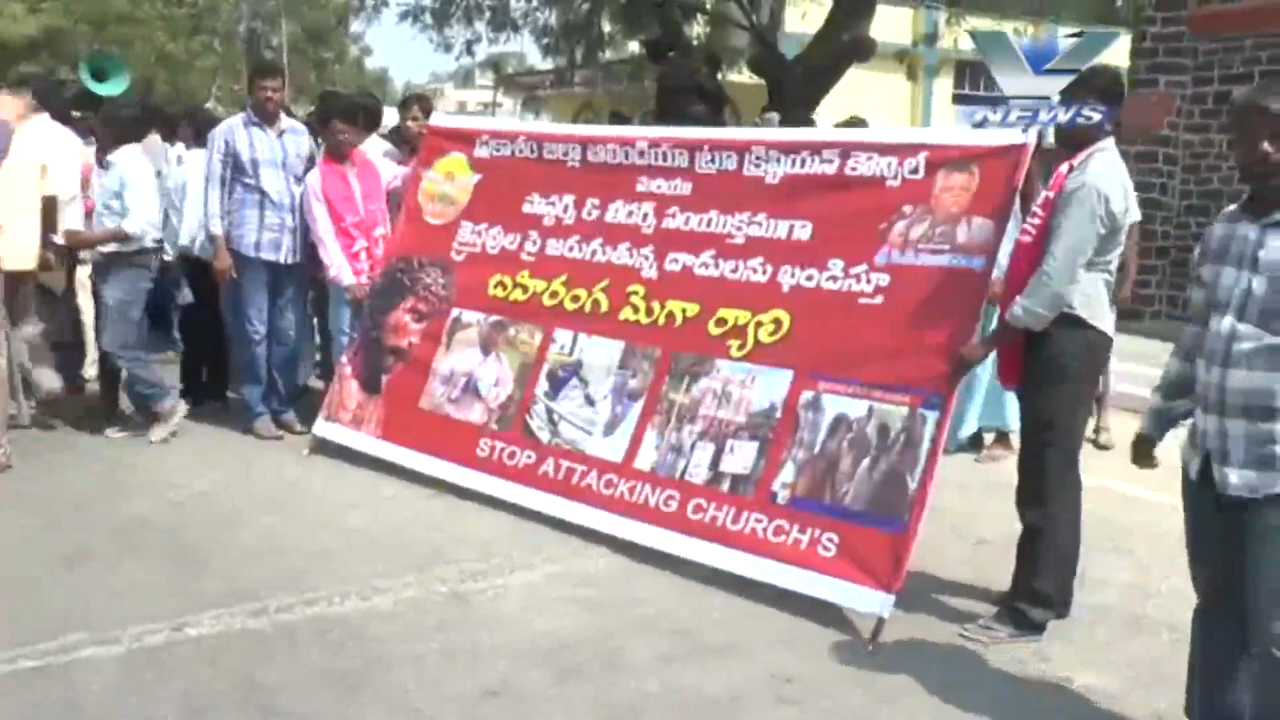 V
NEWS
ప్రకాశం జిల్లా ఆలిండియా ట్రూ క్రిష్టియన్ కౌన్సిల్
మరియు
పాస్టర్స్ & లీడర్స్ సంయుక్తముగా
క్రైస్తవుల పై జరుగుతున్న దాడులను ఖండిస్తూ
బహిరంగ మెగా ర్యాలి
STOP ATTACKING CHURCH'S